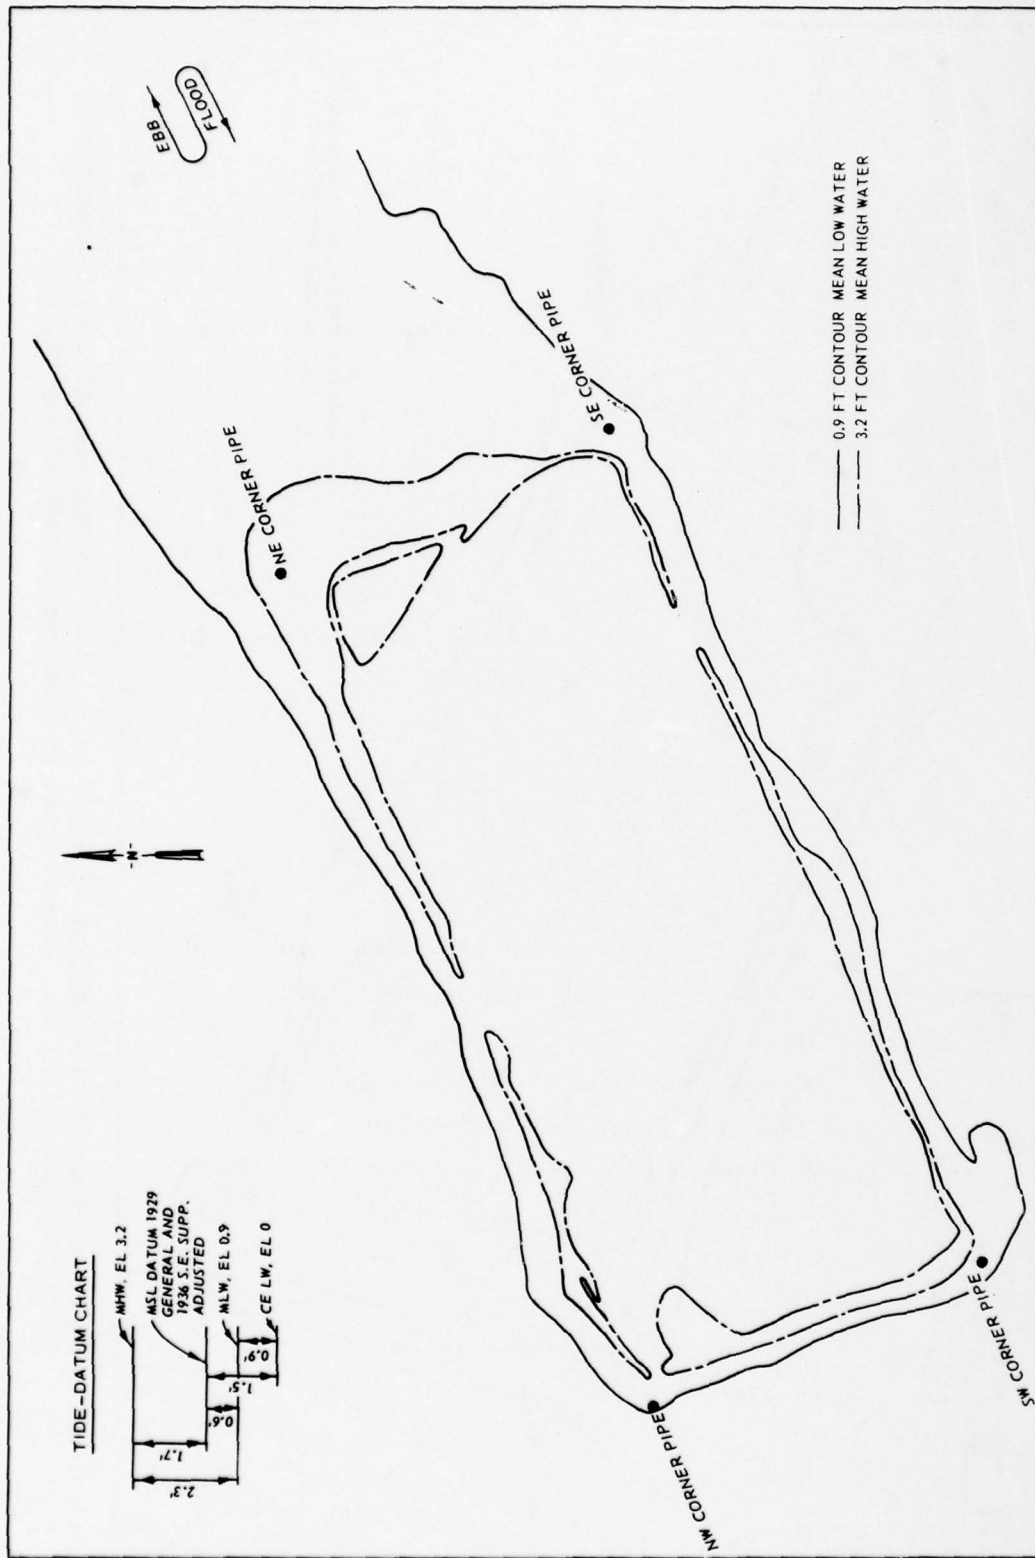 TIDE-DATUM CHART
MHW, EL 3.2
MSL DATUM 1929
GENERAL AND
1936 S.E. SUPP.
ADJUSTED
MLW, EL 0.9
CE LW, EL 0
2.3'
1.7'
0.6'
1.5'
0.9'
-N-
EBB
FLOOD
NE CORNER PIPE
SE CORNER PIPE
NW CORNER PIPE
SW CORNER PIPE
0.9 FT CONTOUR MEAN LOW WATER
3.2 FT CONTOUR MEAN HIGH WATER